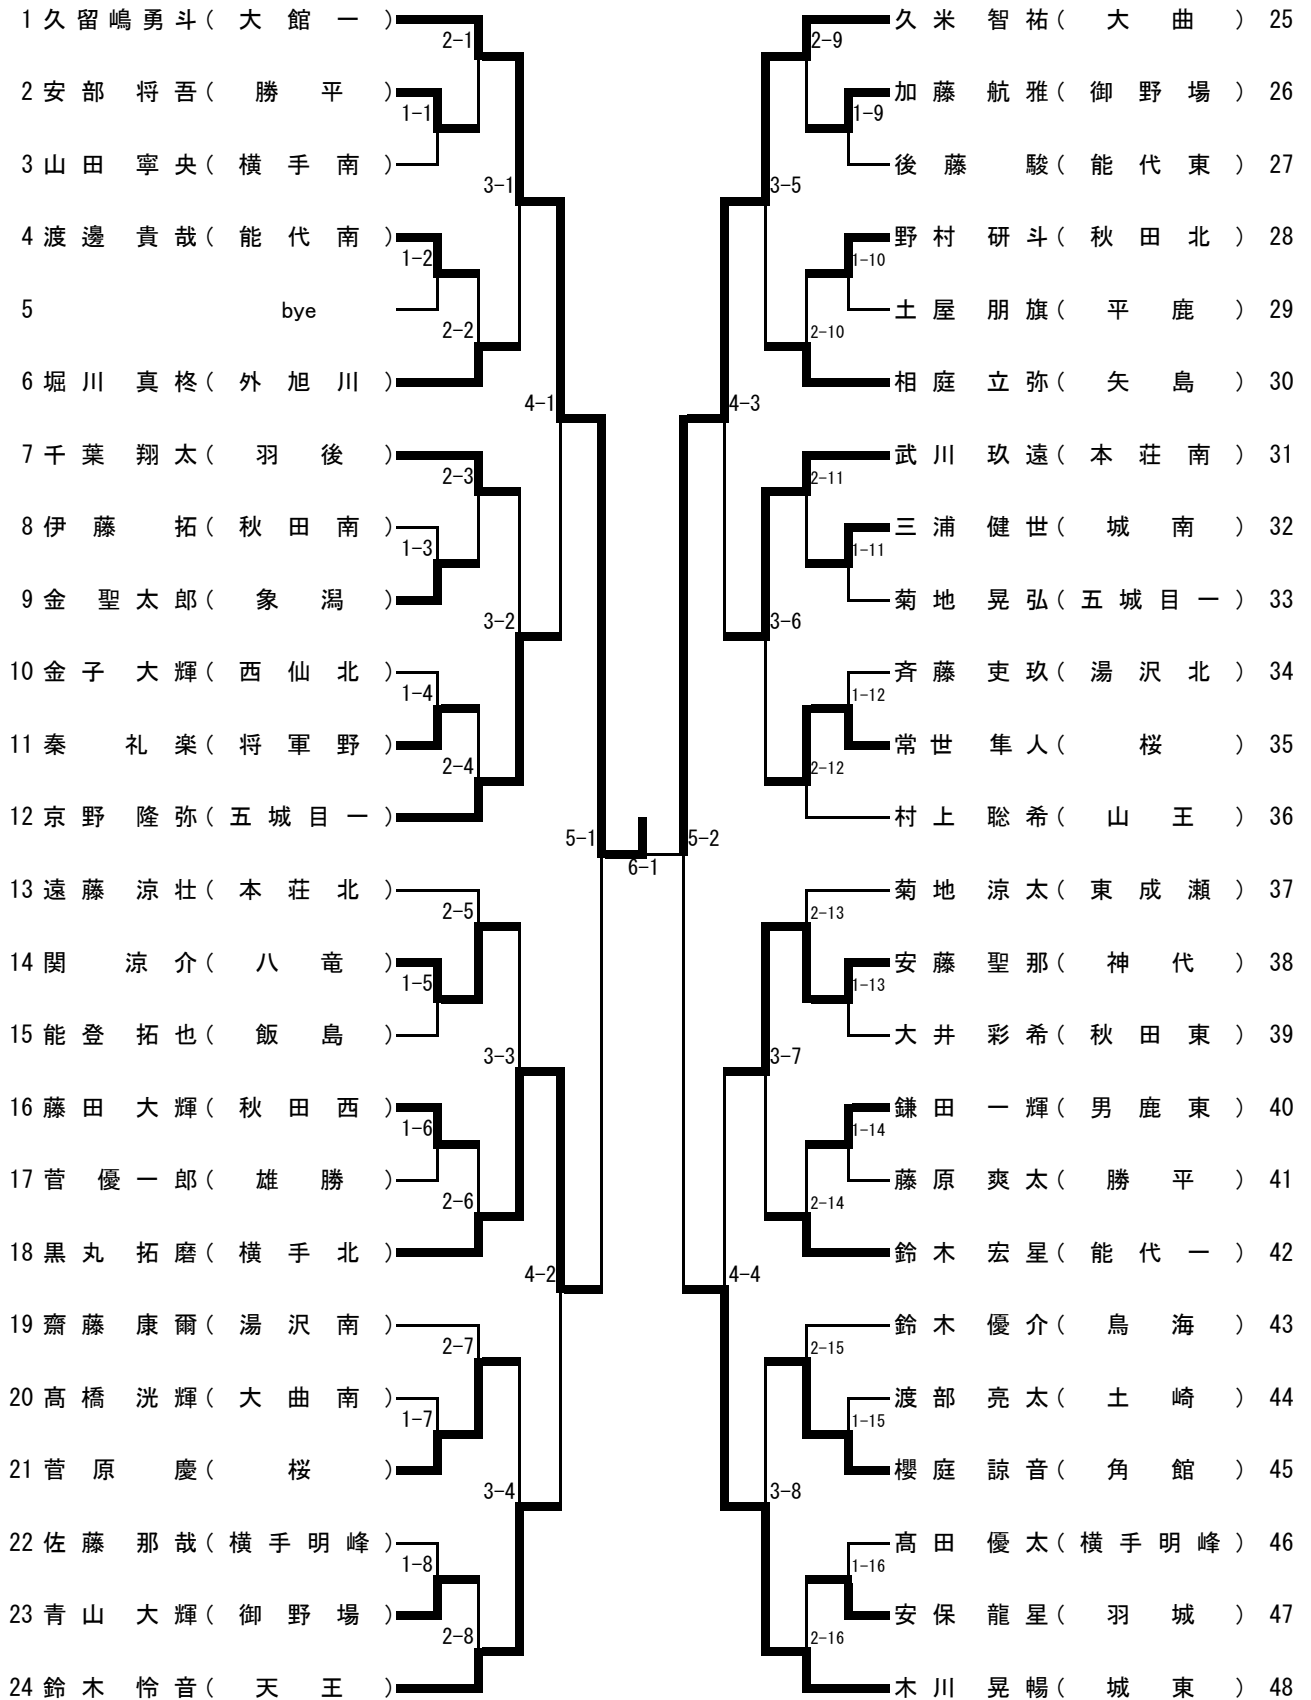 1 久留嶋勇斗(大館一) 久米智祐(大曲) 25
2-1 2-9
2 安部将吾(勝平) 加藤航雅(御野場) 26
1-1 1-9
3 山田寧央(横手南) 後藤駿(能代東) 27
3-1 3-5
4 渡邊貴哉(能代南) 野村研斗(秋田北) 28
1-2 1-10
5 bye 土屋朋旗(平鹿) 29
2-2 2-10
6 堀川真柊(外旭川) 相庭立弥(矢島) 30
4-1 4-3
7 千葉翔太(羽後) 武川玖遠(本荘南) 31
2-3 2-11
8 伊藤拓(秋田南) 三浦健世(城南) 32
1-3 1-11
9 金聖太郎(象潟) 菊地晃弘(五城目一) 33
3-2 3-6
10 金子大輝(西仙北) 斉藤吏玖(湯沢北) 34
1-4 1-12
11 秦礼楽(将軍野) 常世隼人(桜) 35
2-4 2-12
12 京野隆弥(五城目一) 村上聡希(山王) 36
5-1 5-2
6-1
13 遠藤涼壮(本荘北) 菊地涼太(東成瀬) 37
2-5 2-13
14 関涼介(八竜) 安藤聖那(神代) 38
1-5 1-13
15 能登拓也(飯島) 大井彩希(秋田東) 39
3-3 3-7
16 藤田大輝(秋田西) 鎌田一輝(男鹿東) 40
1-6 1-14
17 菅優一郎(雄勝) 藤原爽太(勝平) 41
2-6 2-14
18 黒丸拓磨(横手北) 鈴木宏星(能代一) 42
4-2 4-4
19 齋藤康爾(湯沢南) 鈴木優介(鳥海) 43
2-7 2-15
20 髙橋洸輝(大曲南) 渡部亮太(土崎) 44
1-7 1-15
21 菅原慶(桜) 櫻庭諒音(角館) 45
3-4 3-8
22 佐藤那哉(横手明峰) 髙田優太(横手明峰) 46
1-8 1-16
23 青山大輝(御野場) 安保龍星(羽城) 47
2-8 2-16
24 鈴木怜音(天王) 木川晃暢(城東) 48